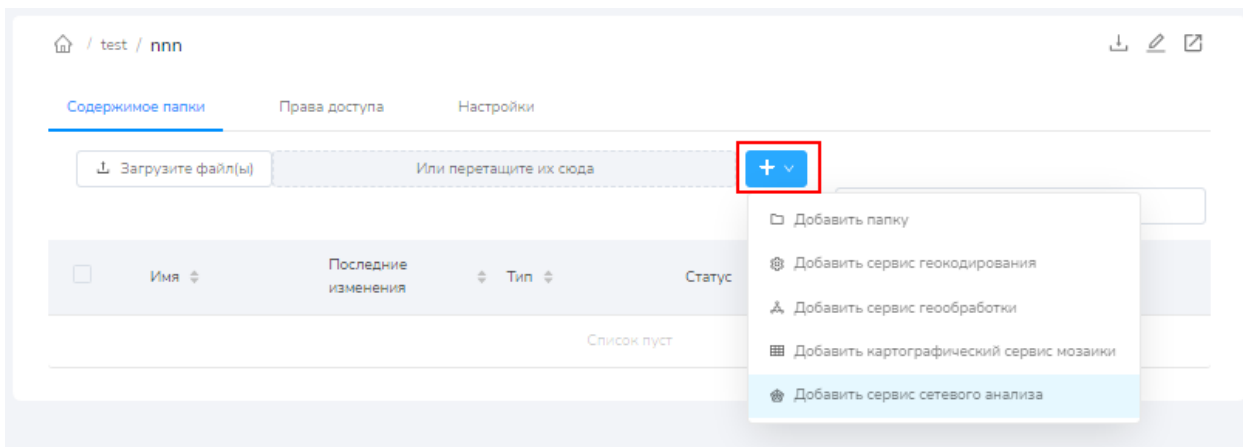 / test / nnn
Содержимое папки Права доступа Настройки
Загрузите файл(ы) Или перетащите их сюда
Добавить папку
Добавить сервис геокодирования
Добавить сервис геообработки
Добавить картографический сервис мозаики
Добавить сервис сетевого анализа
Имя Последние Тип Статус
изменения
Список пуст